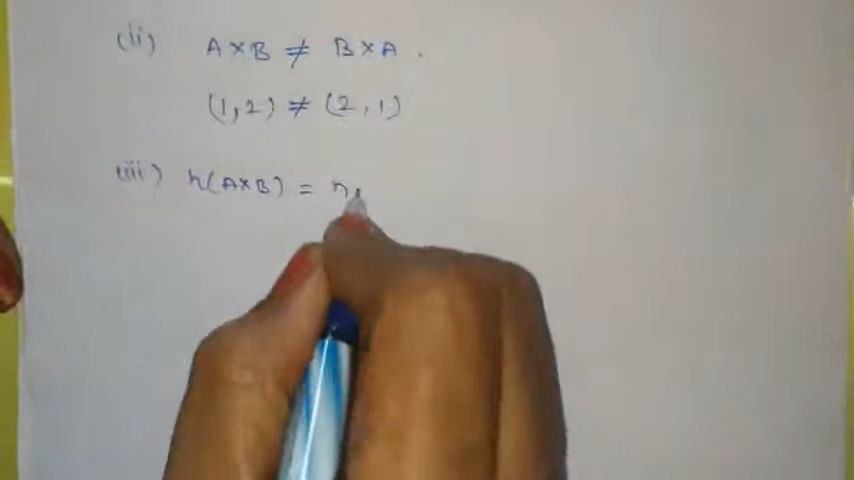 (ii) A×B ≠ B×A .
(1,2) ≠ (2,1)
(iii) n(A×B) = n